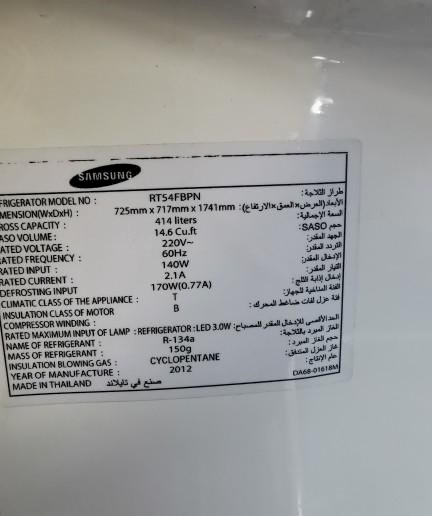 SAMSUNG
FRIGERATOR MODEL NO : RT54FBPN طراز الثلاجة:
MENSION(WxDxH) : 725mm x 717mm x 1741mm الأبعاد(العرض×العمق×الارتفاع):
ROSS CAPACITY : 414 liters السعة الإجمالية:
ASO VOLUME : 14.6 Cu.ft حجم SASO:
ATED VOLTAGE : 220V~ الجهد المقدر:
RATED FREQUENCY : 60Hz التردد المقدر:
RATED INPUT : 140W الإدخال المقدر:
RATED CURRENT : 2.1A التيار المقدر:
DEFROSTING INPUT 170W(0.77A) إدخال إذابة الثلج:
CLIMATIC CLASS OF THE APPLIANCE : T الفئة المناخية للجهاز:
INSULATION CLASS OF MOTOR B فئة عزل لفات ضاغط المحرك:
COMPRESSOR WINDING :
RATED MAXIMUM INPUT OF LAMP : REFRIGERATOR : LED 3.0W الحد الأقصى للإدخال المقدر للمصباح:
NAME OF REFRIGERANT : R-134a الغاز المبرد بالثلاجة:
MASS OF REFRIGERANT : 150g حجم الغاز المبرد:
INSULATION BLOWING GAS : CYCLOPENTANE غاز العزل المتدفق:
YEAR OF MANUFACTURE : 2012 عام الإنتاج:
MADE IN THAILAND صنع في تايلاند DA68-01618M